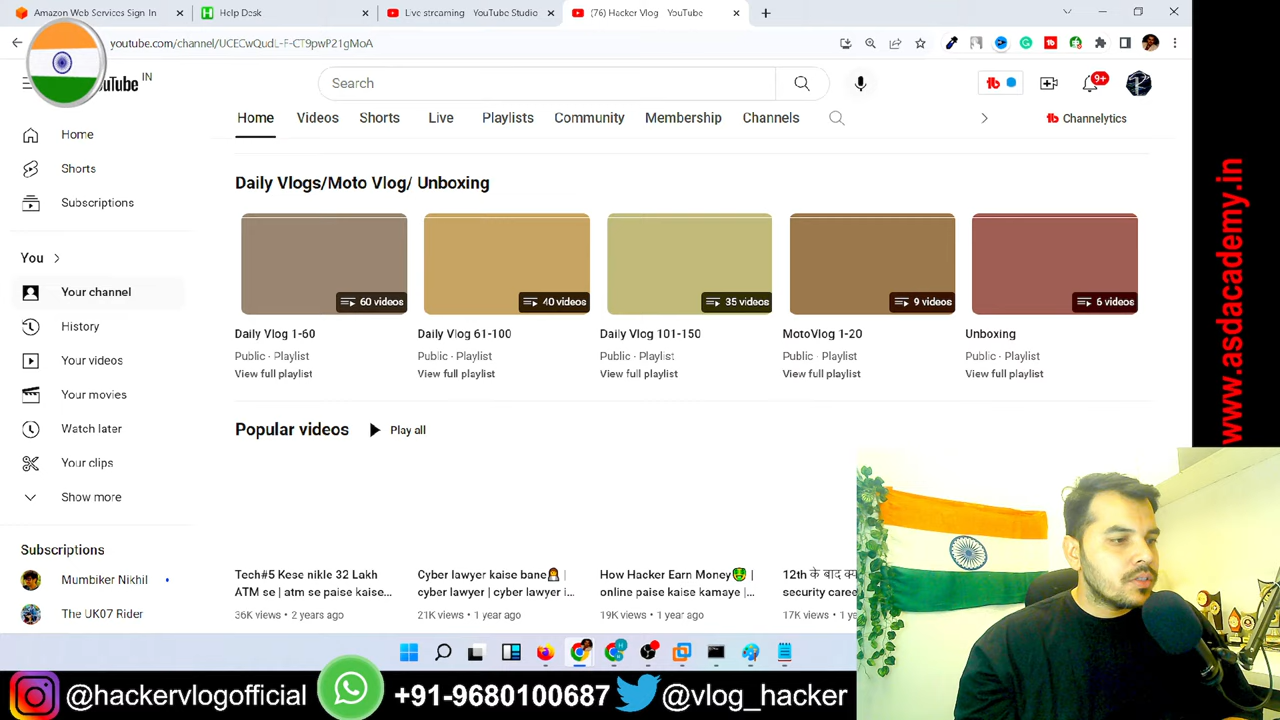 Amazon Web Services Sign In
Help Desk
Live streaming - YouTube Studio
(76) Hacker Vlog - YouTube
youtube.com/channel/UCECwQudL-F-CT9pwP21gMoA
IN
Search
9+
Home
Videos
Shorts
Live
Playlists
Community
Membership
Channels
Channelytics
Home
Shorts
Subscriptions
You
Your channel
History
Your videos
Your movies
Watch later
Your clips
Show more
Subscriptions
Mumbiker Nikhil
The UK07 Rider
Daily Vlogs/Moto Vlog/ Unboxing
60 videos
40 videos
35 videos
9 videos
6 videos
Daily Vlog 1-60
Daily Vlog 61-100
Daily Vlog 101-150
MotoVlog 1-20
Unboxing
Public · Playlist
Public · Playlist
Public · Playlist
Public · Playlist
Public · Playlist
View full playlist
View full playlist
View full playlist
View full playlist
View full playlist
Popular videos
Play all
Tech#5 Kese nikle 32 Lakh
ATM se | atm se paise kaise...
36K views · 2 years ago
Cyber lawyer kaise bane👩‍⚖️ |
cyber lawyer | cyber lawyer i...
21K views · 1 year ago
How Hacker Earn Money🤑 |
online paise kaise kamaye |...
19K views · 1 year ago
12th के बाद
security caree
17K views
www.asdacademy.in
@hackervlogofficial
+91-9680100687
@vlog_hacker